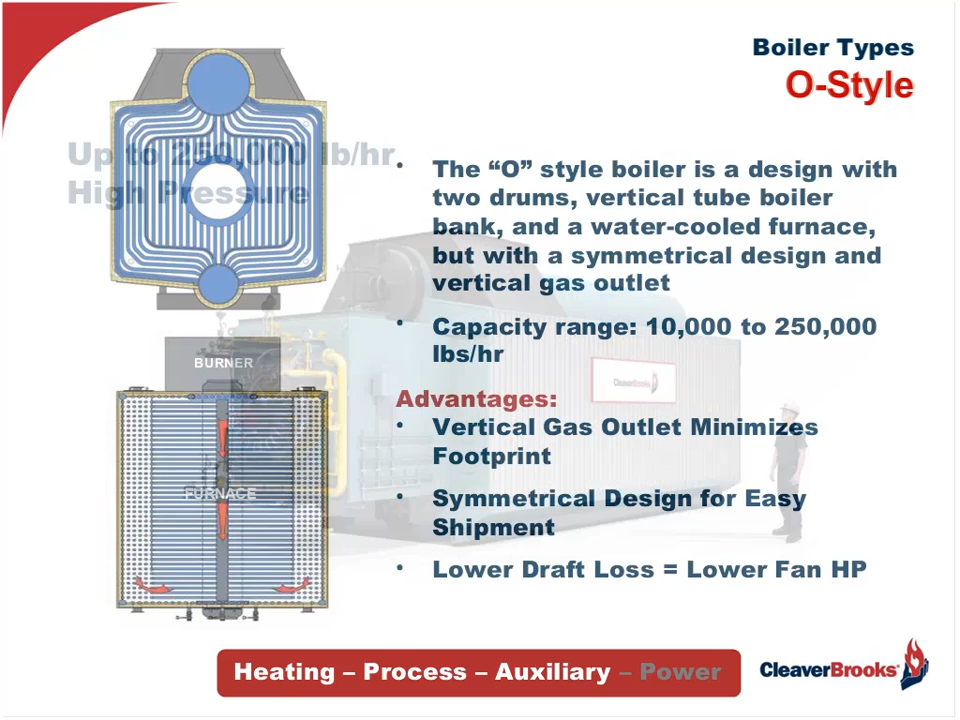 Boiler Types
O-Style
Up to 250,000 lb/hr
High Pressure
• The “O” style boiler is a design with
two drums, vertical tube boiler
bank, and a water-cooled furnace,
but with a symmetrical design and
vertical gas outlet
• Capacity range: 10,000 to 250,000
lbs/hr
Advantages:
• Vertical Gas Outlet Minimizes
Footprint
• Symmetrical Design for Easy
Shipment
• Lower Draft Loss = Lower Fan HP
BURNER
FURNACE
CleaverBrooks
Heating – Process – Auxiliary – Power
CleaverBrooks